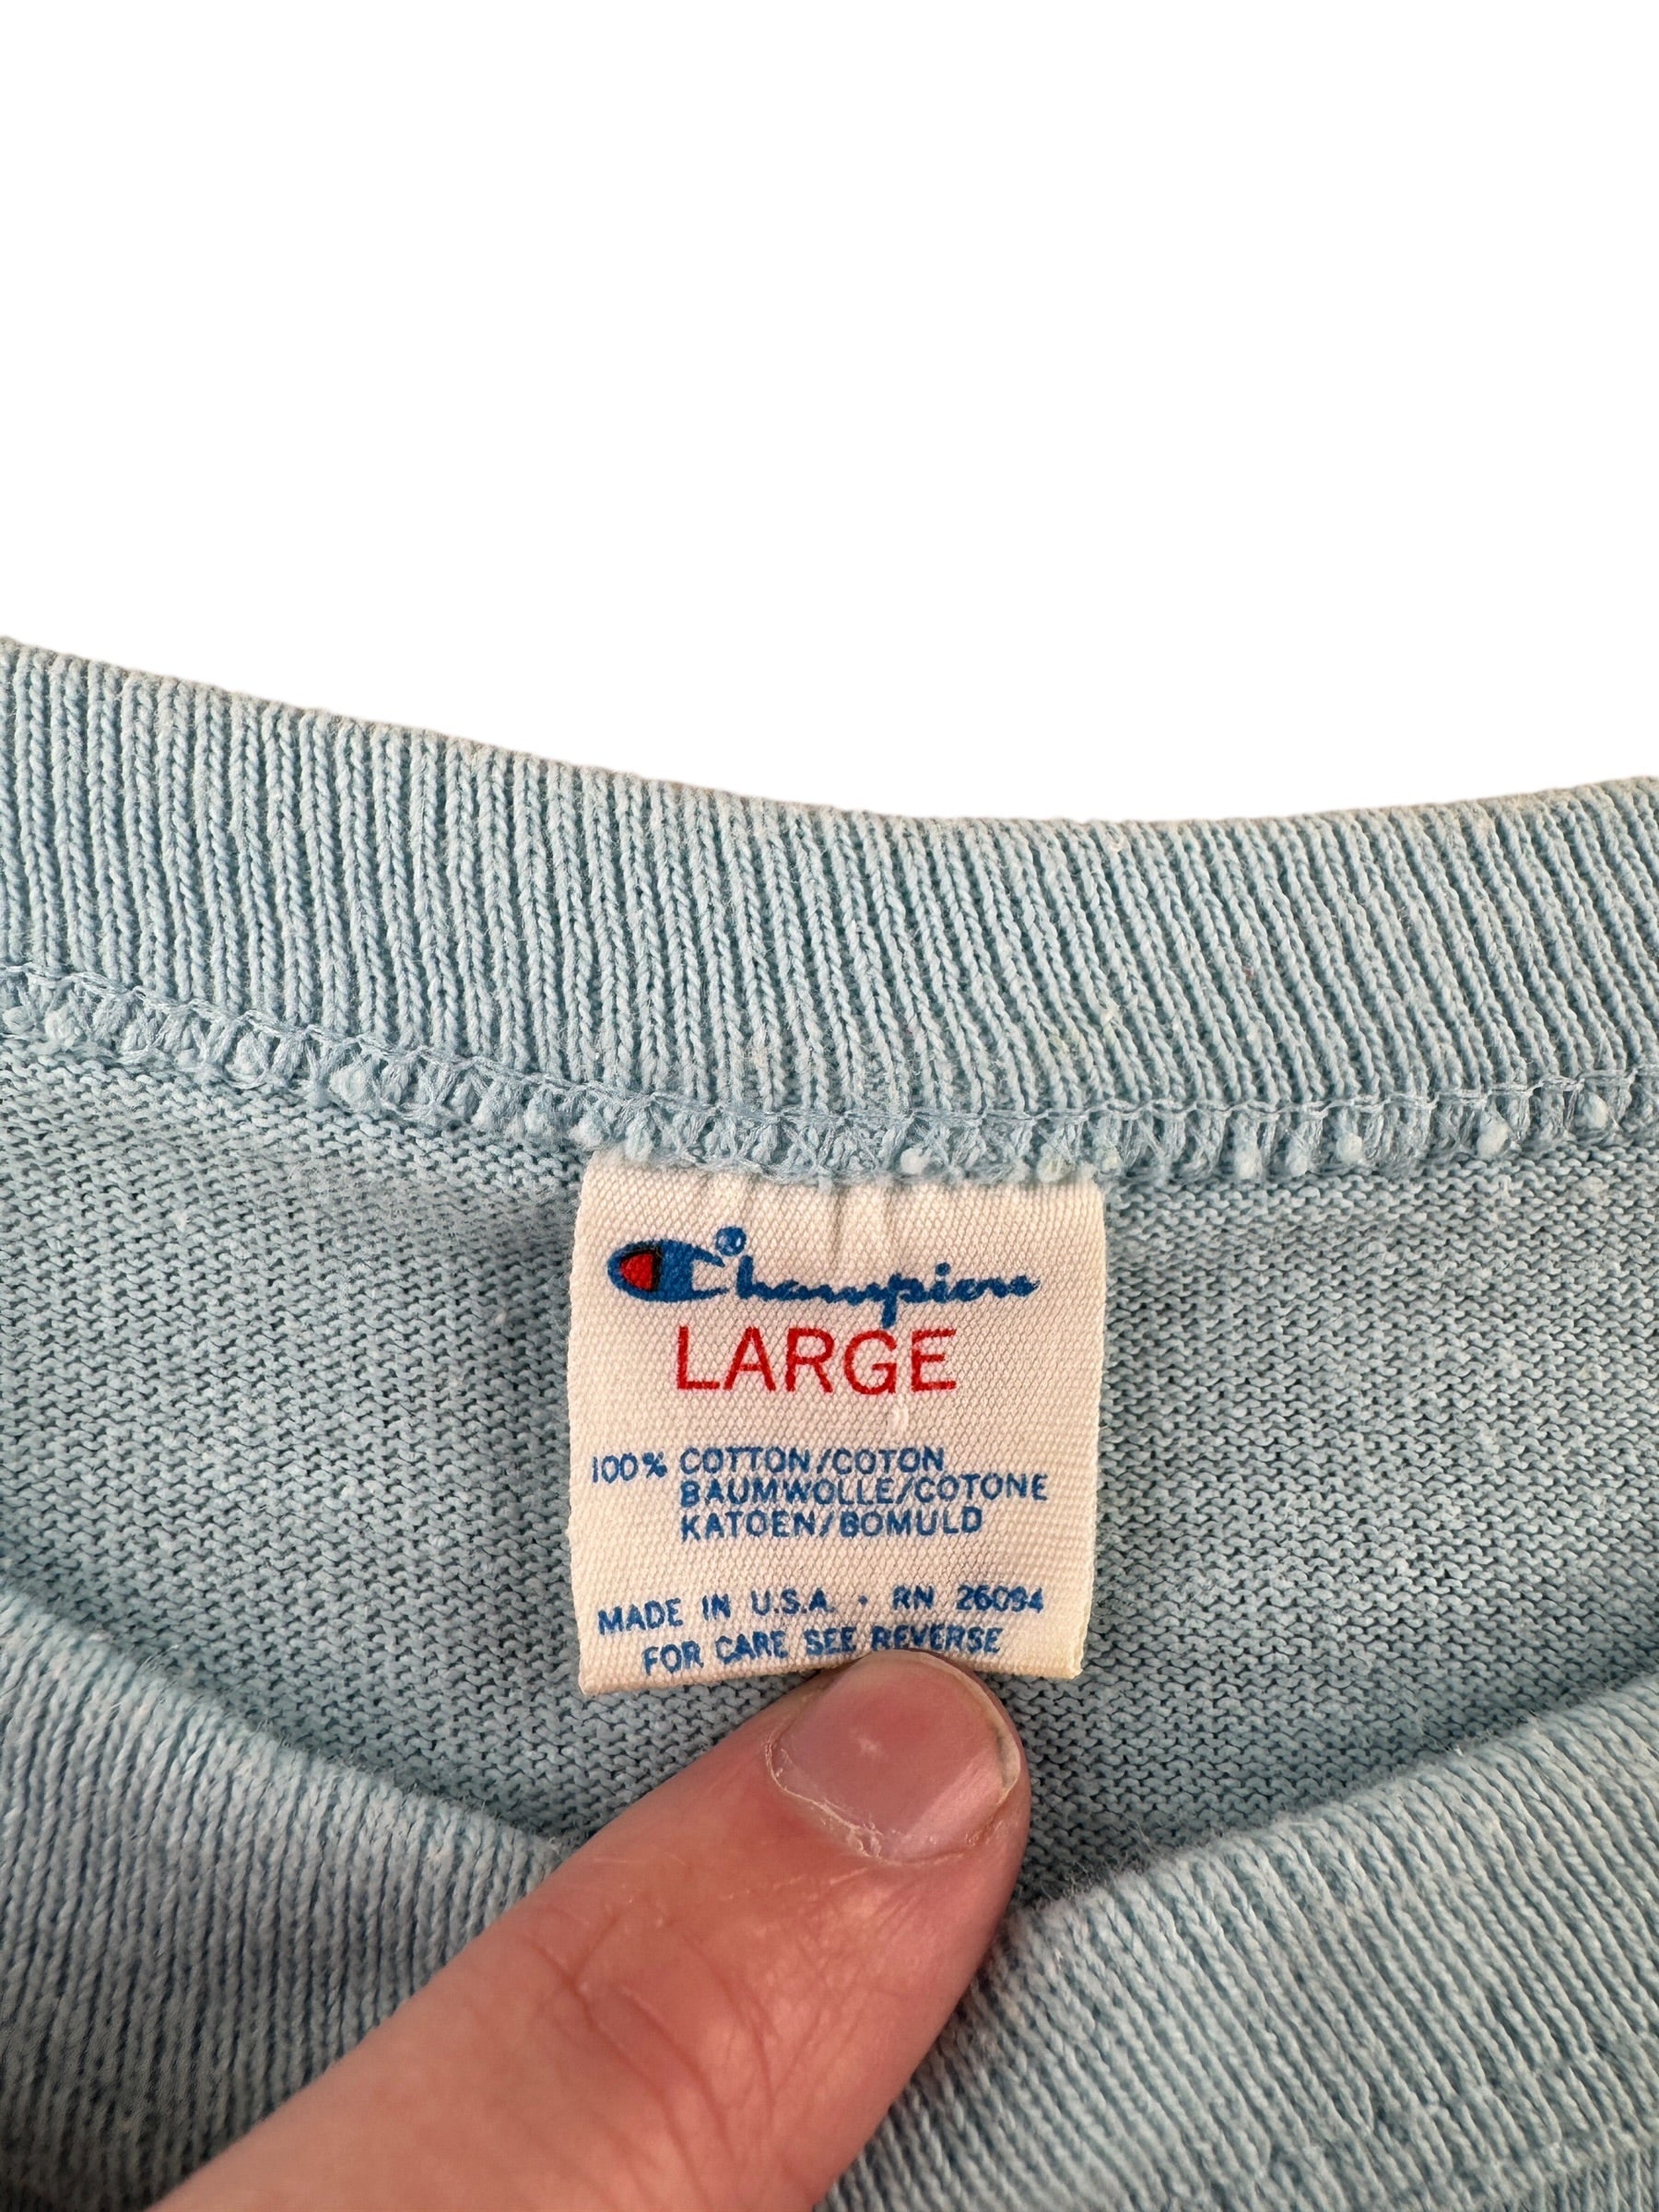 Champion
LARGE
100% COTTON/COTON
BAUMWOLLE/COTONE
KATOEN/BOMULD
MADE IN U.S.A. • RN 26094
FOR CARE SEE REVERSE